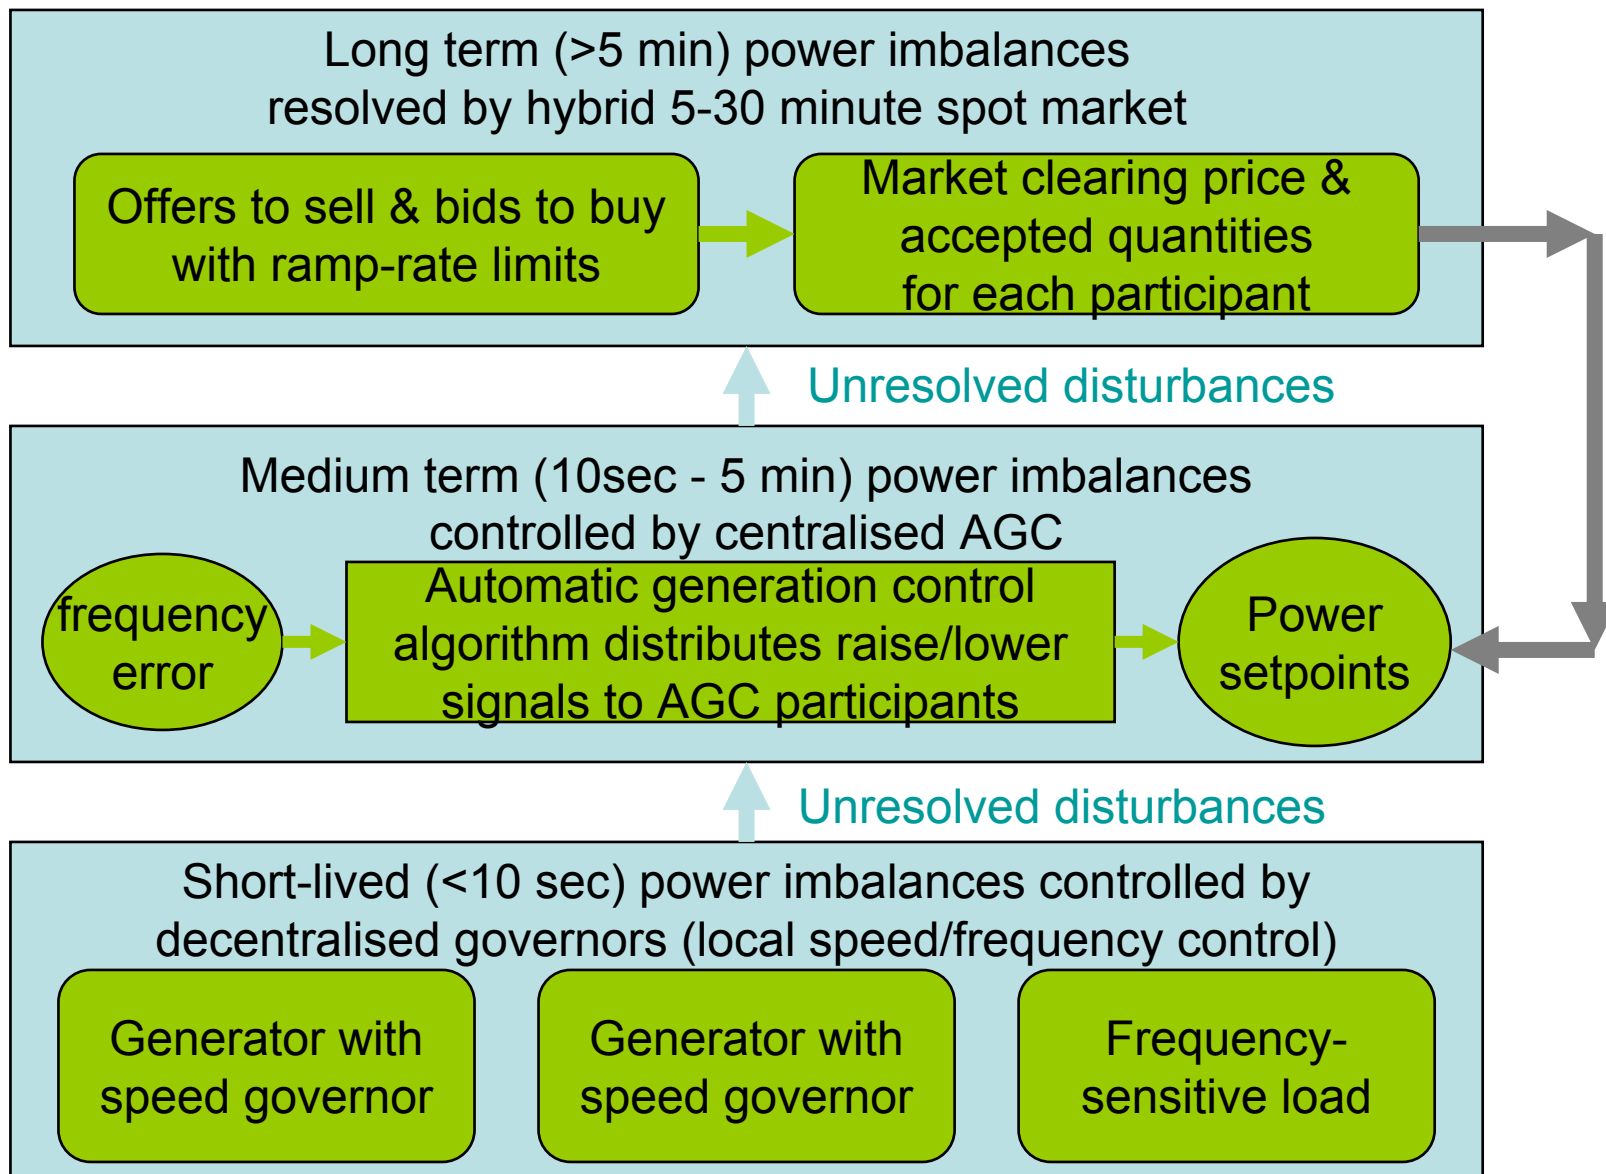 Long term (>5 min) power imbalances
resolved by hybrid 5-30 minute spot market
Offers to sell & bids to buy
with ramp-rate limits
Market clearing price &
accepted quantities
for each participant
Unresolved disturbances
Medium term (10sec - 5 min) power imbalances
controlled by centralised AGC
frequency
error
Automatic generation control
algorithm distributes raise/lower
signals to AGC participants
Power
setpoints
Unresolved disturbances
Short-lived (<10 sec) power imbalances controlled by
decentralised governors (local speed/frequency control)
Generator with
speed governor
Generator with
speed governor
Frequency-
sensitive load